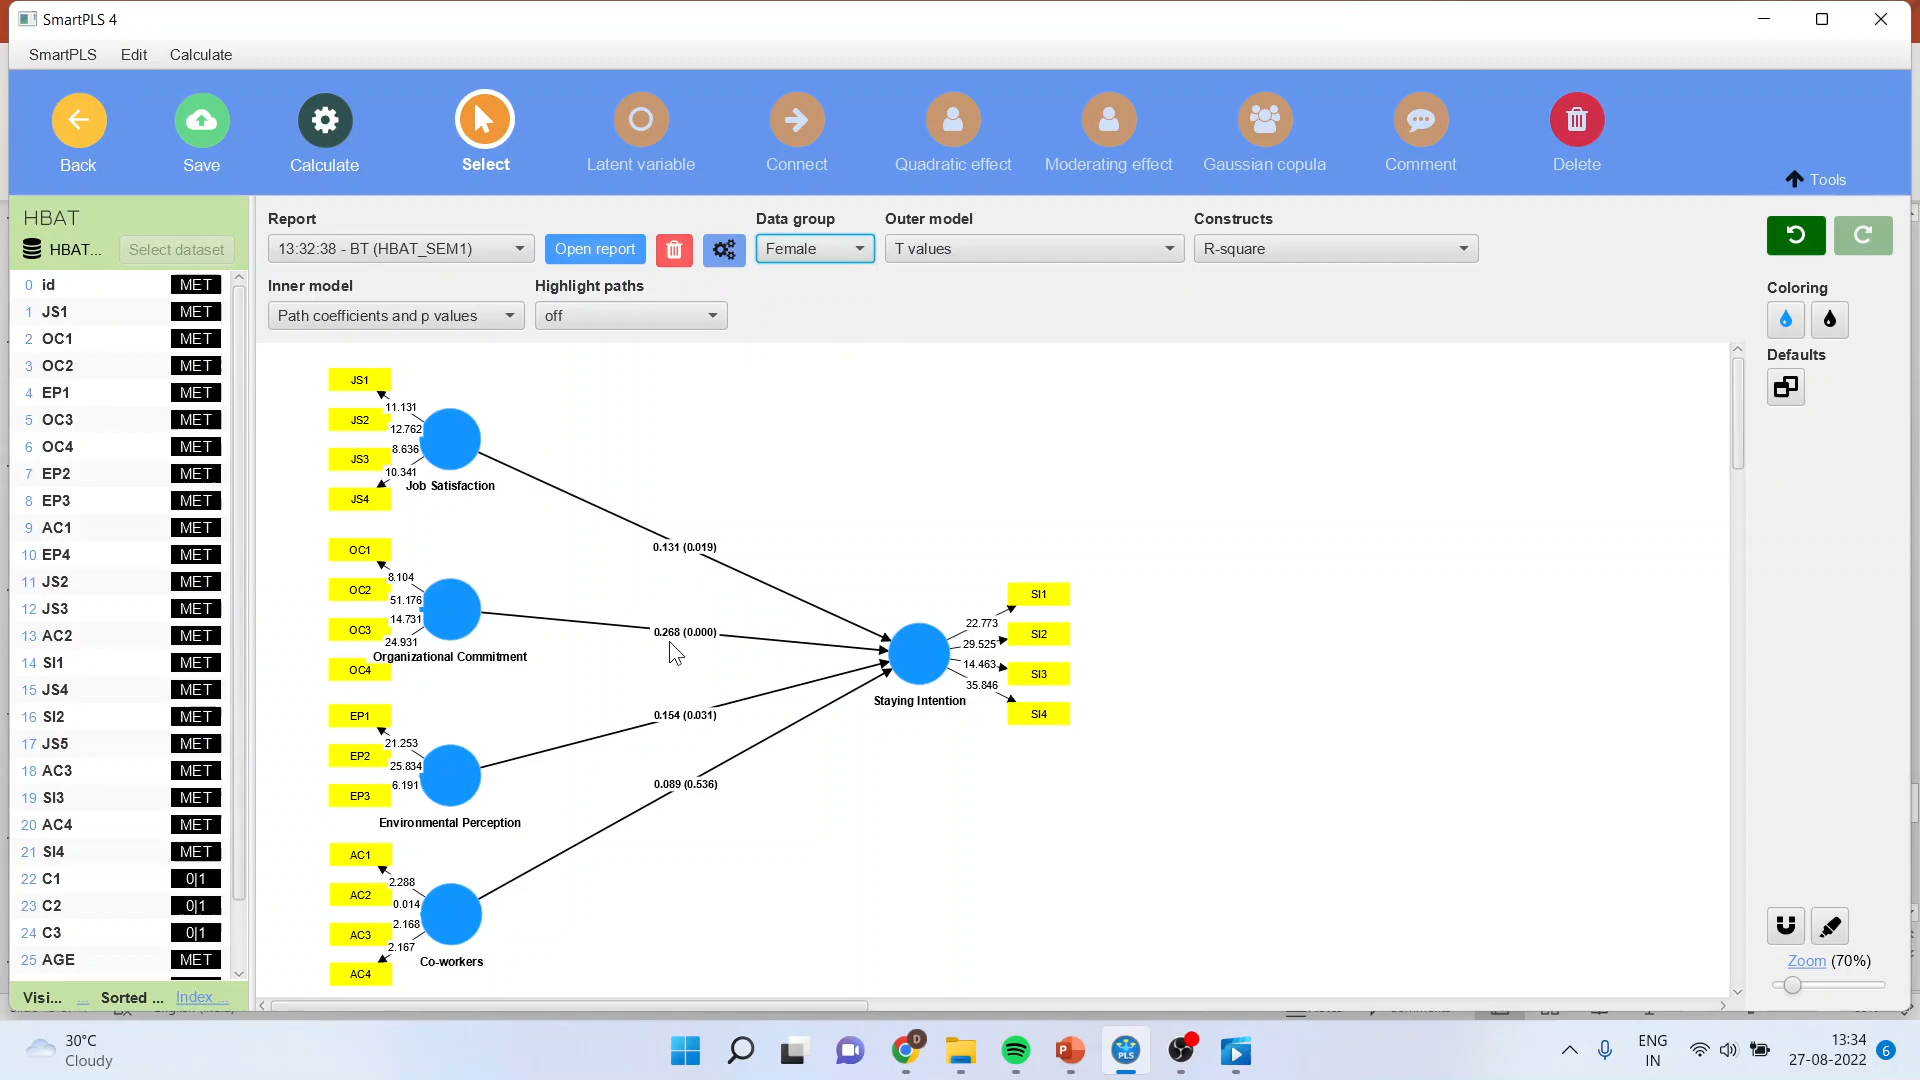 SmartPLS 4
SmartPLS Edit Calculate
Back Save Calculate Select Latent variable Connect Quadratic effect Moderating effect Gaussian copula Comment Delete
Tools
HBAT
HBAT... Select dataset
0 id MET
1 JS1 MET
2 OC1 MET
3 OC2 MET
4 EP1 MET
5 OC3 MET
6 OC4 MET
7 EP2 MET
8 EP3 MET
9 AC1 MET
10 EP4 MET
11 JS2 MET
12 JS3 MET
13 AC2 MET
14 SI1 MET
15 JS4 MET
16 SI2 MET
17 JS5 MET
18 AC3 MET
19 SI3 MET
20 AC4 MET
21 SI4 MET
22 C1 0|1
23 C2 0|1
24 C3 0|1
25 AGE MET
Visi... ... Sorted ... Index ...
Report Data group Outer model Constructs
13:32:38 - BT (HBAT_SEM1) Open report Female T values R-square
Inner model Highlight paths
Path coefficients and p values off
JS1
11.131
JS2
12.762
8.636
JS3
10.341
Job Satisfaction
JS4
0.131 (0.019)
OC1
8.104
OC2
51.176
14.731
OC3
24.931
Organizational Commitment
OC4
0.268 (0.000)
EP1
21.253
EP2
25.834
6.191
EP3
Environmental Perception
0.154 (0.031)
AC1
2.288
AC2
0.014
2.168
AC3
2.167
Co-workers
AC4
0.089 (0.536)
SI1
22.773
SI2
29.525
14.463
SI3
35.846
Staying Intention
SI4
Coloring
Defaults
Zoom (70%)
30°C
Cloudy
D
PLS
ENG
IN
13:34
27-08-2022
6